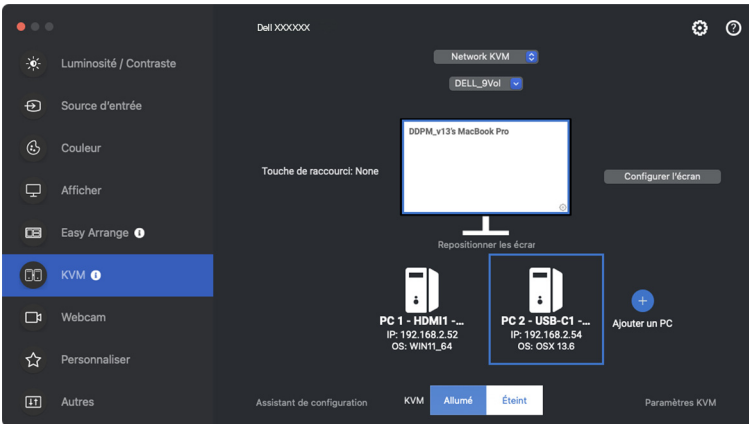 Dell XXXXXX
Luminosité / Contraste
Source d'entrée
Couleur
Afficher
Easy Arrange
KVM
Webcam
Personnaliser
Autres
Network KVM
DELL_9Vol
DDPM_v13's MacBook Pro
Touche de raccourci: None
Configurer l'écran
Repositionner les écrar
PC 1 - HDMI1 -...
IP: 192.168.2.52
OS: WIN11_64
PC 2 - USB-C1 -...
IP: 192.168.2.54
OS: OSX 13.6
Ajouter un PC
Assistant de configuration
KVM
Allumé
Éteint
Paramètres KVM